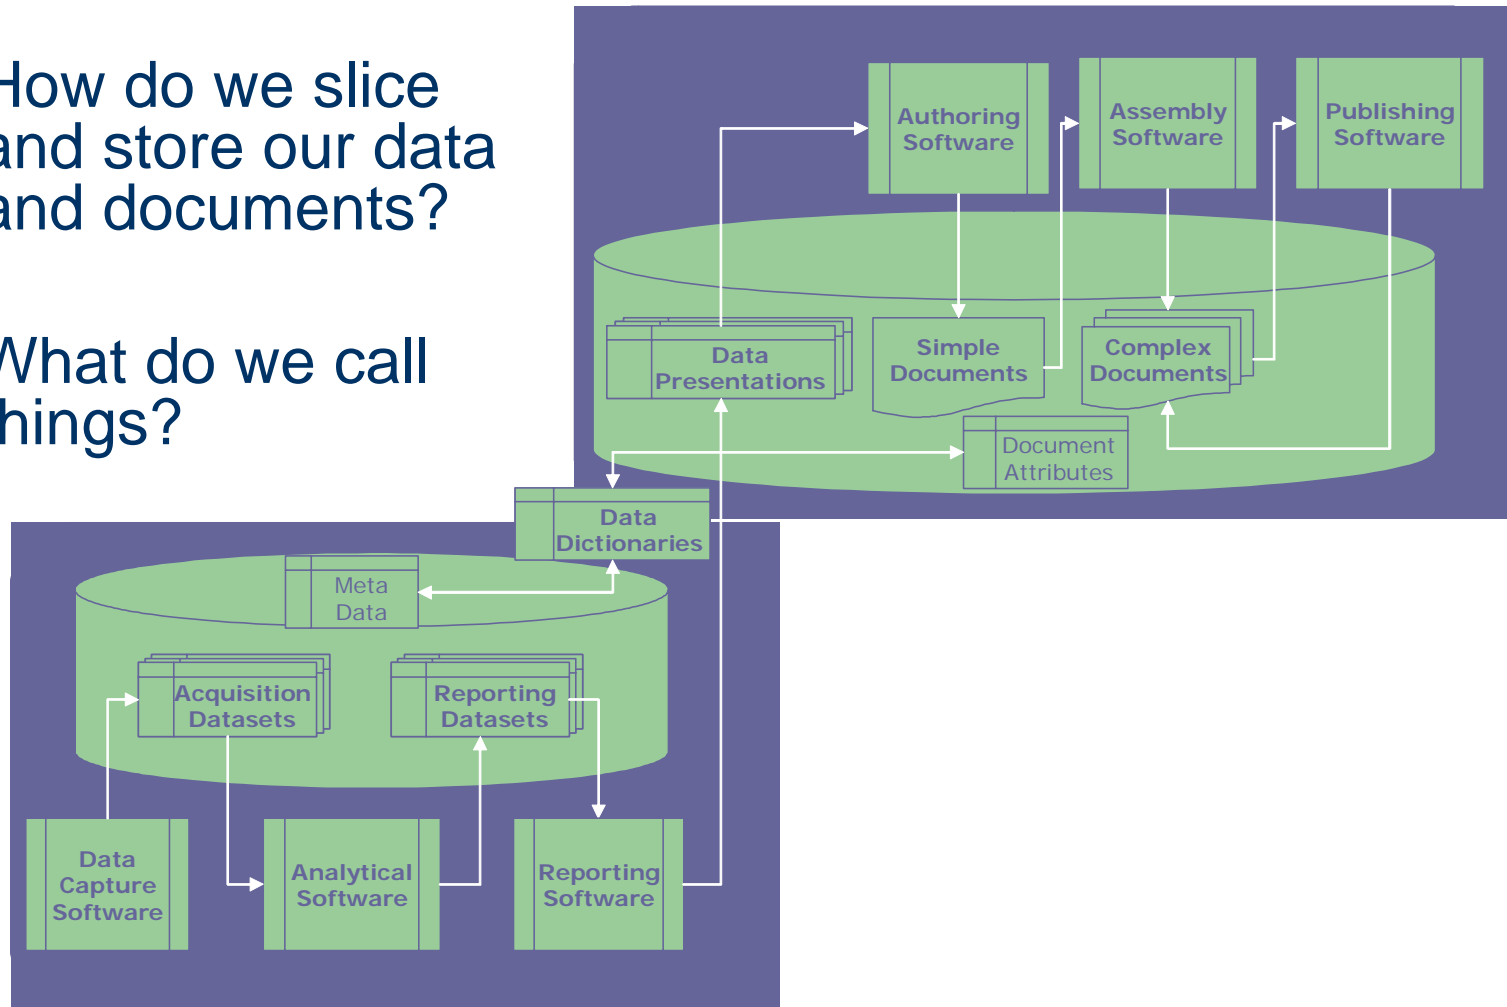 How do we slice
and store our data
and documents?
What do we call
things?
Authoring
Software
Assembly
Software
Publishing
Software
Data
Presentations
Simple
Documents
Complex
Documents
Document
Attributes
Data
Dictionaries
Meta
Data
Acquisition
Datasets
Reporting
Datasets
Data
Capture
Software
Analytical
Software
Reporting
Software